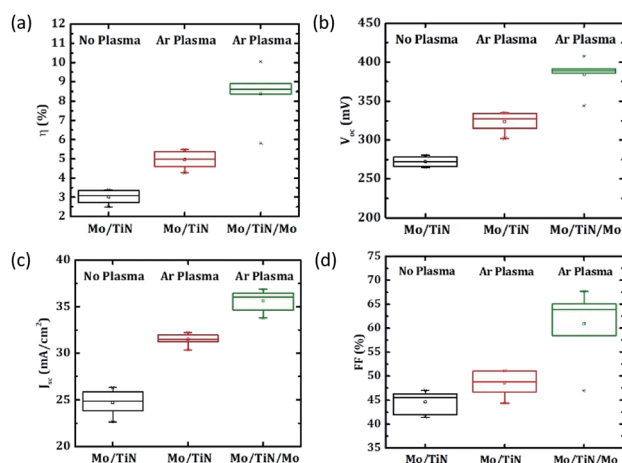 (a)
No Plasma Ar Plasma Ar Plasma
η (%)
11
10
9
8
7
6
5
4
3
2
Mo/TiN Mo/TiN Mo/TiN/Mo
(b)
No Plasma Ar Plasma Ar Plasma
Voc (mV)
450
400
350
300
250
200
Mo/TiN Mo/TiN Mo/TiN/Mo
(c)
No Plasma Ar Plasma Ar Plasma
Jsc (mA/cm²)
40
35
30
25
20
Mo/TiN Mo/TiN Mo/TiN/Mo
(d)
No Plasma Ar Plasma Ar Plasma
FF (%)
75
70
65
60
55
50
45
40
35
Mo/TiN Mo/TiN Mo/TiN/Mo